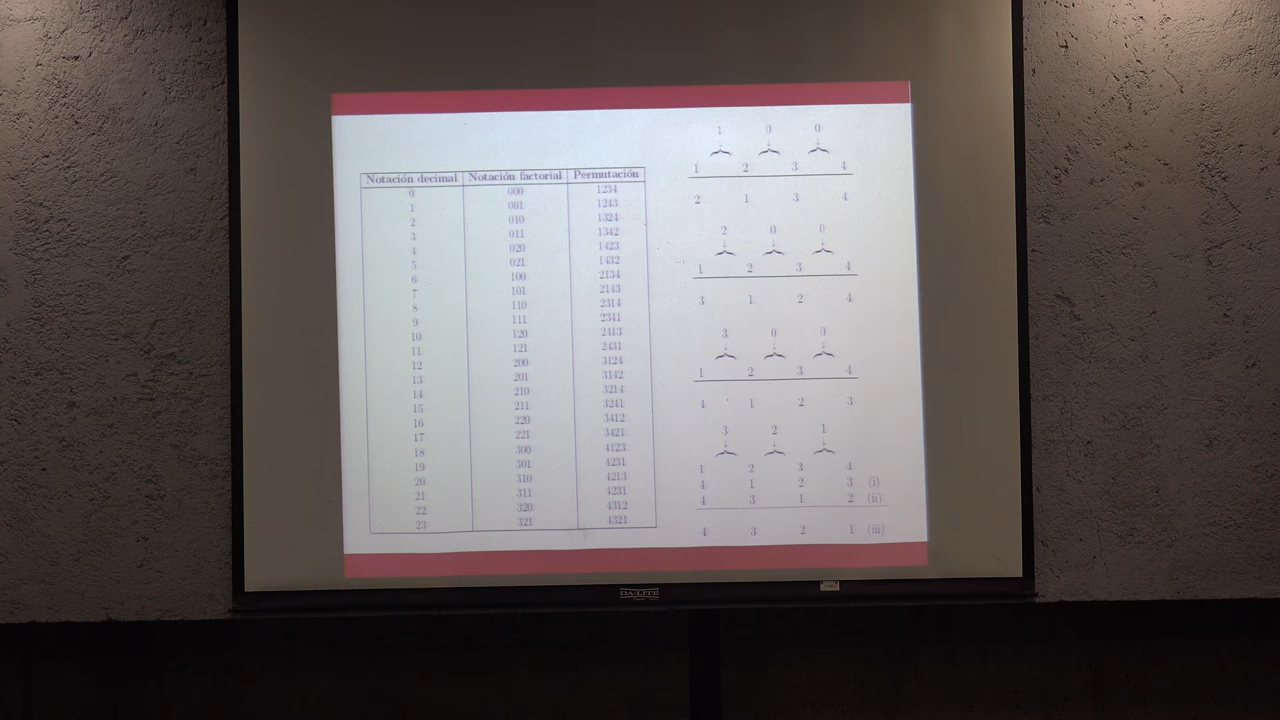 Notación decimal Notación factorial Permutación
0 000 1234
1 001 1243
2 010 1324
3 011 1342
4 020 1423
5 021 1432
6 100 2134
7 101 2143
8 110 2314
9 111 2341
10 120 2413
11 121 2431
12 200 3124
13 201 3142
14 210 3214
15 211 3241
16 220 3412
17 221 3421
18 300 4123
19 301 4231
20 310 4213
21 311 4231
22 320 4312
23 321 4321
1 0 0
1 2 3 4
2 1 3 4
2 0 0
1 2 3 4
3 1 2 4
3 0 0
1 2 3 4
4 1 2 3
3 2 1
1 2 3 4
4 1 2 3 (i)
4 3 1 2 (ii)
4 3 2 1 (iii)
DA-LITE